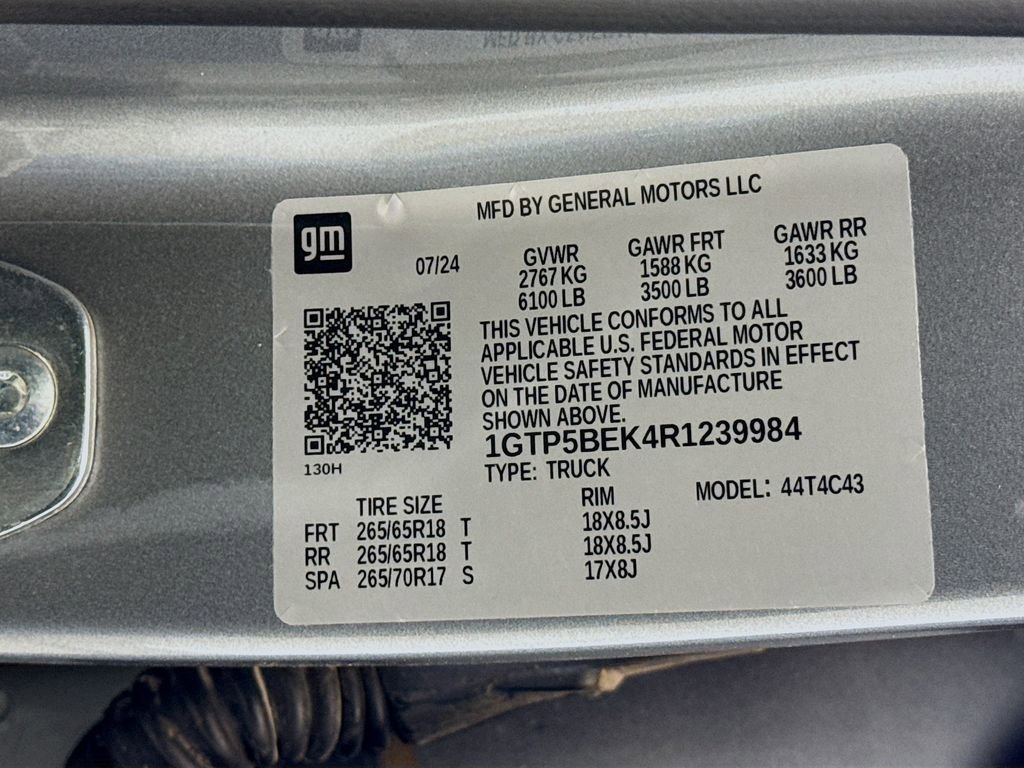 MFD BY GENERAL MOTORS LLC
gm
07/24
GVWR GAWR FRT GAWR RR
2767 KG 1588 KG 1633 KG
6100 LB 3500 LB 3600 LB
THIS VEHICLE CONFORMS TO ALL
APPLICABLE U.S. FEDERAL MOTOR
VEHICLE SAFETY STANDARDS IN EFFECT
ON THE DATE OF MANUFACTURE
SHOWN ABOVE.
1GTP5BEK4R1239984
130H
TYPE: TRUCK
MODEL: 44T4C43
TIRE SIZE RIM
FRT 265/65R18 T 18X8.5J
RR 265/65R18 T 18X8.5J
SPA 265/70R17 S 17X8J